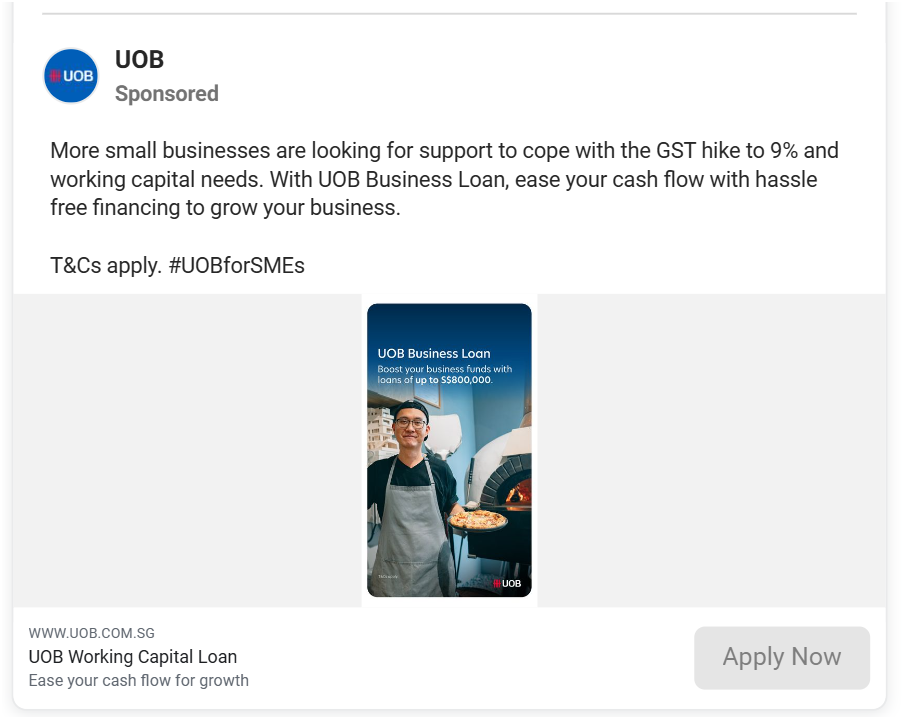 UOB
UOB
Sponsored
More small businesses are looking for support to cope with the GST hike to 9% and
working capital needs. With UOB Business Loan, ease your cash flow with hassle
free financing to grow your business.
T&Cs apply. #UOBforSMEs
UOB Business Loan
Boost your business funds with
loans of up to S$800,000.
UOB
WWW.UOB.COM.SG
UOB Working Capital Loan
Ease your cash flow for growth
Apply Now